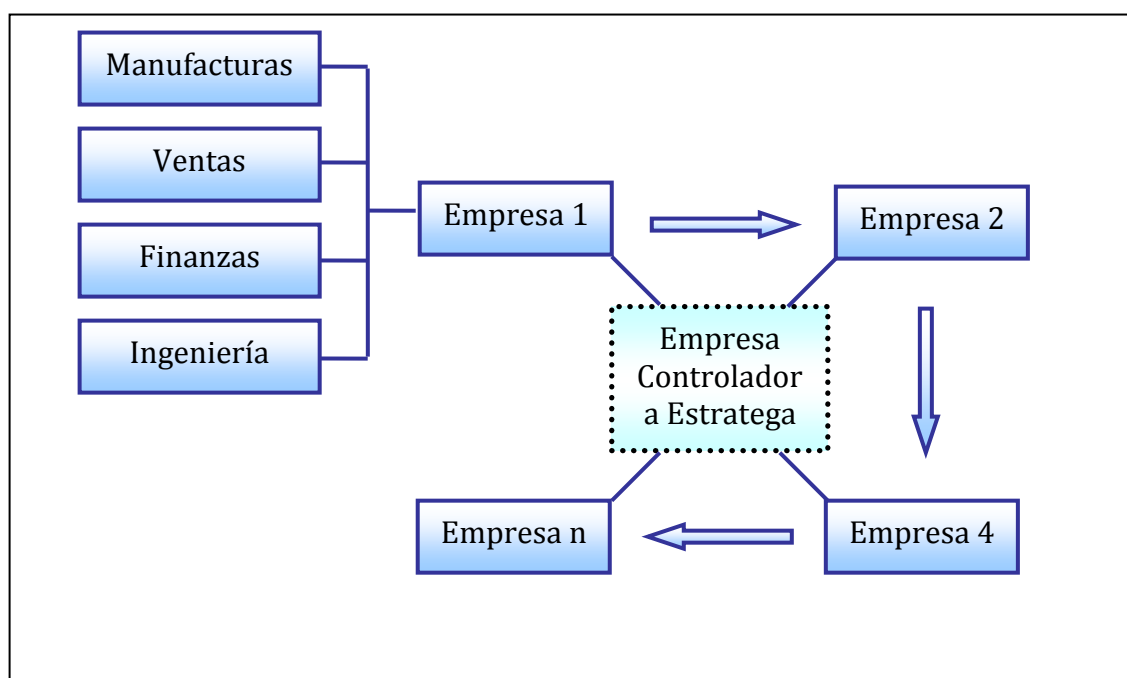 Manufacturas
Ventas
Finanzas
Ingeniería
Empresa 1
Empresa 2
Empresa
Controlador
a Estratega
Empresa n
Empresa 4